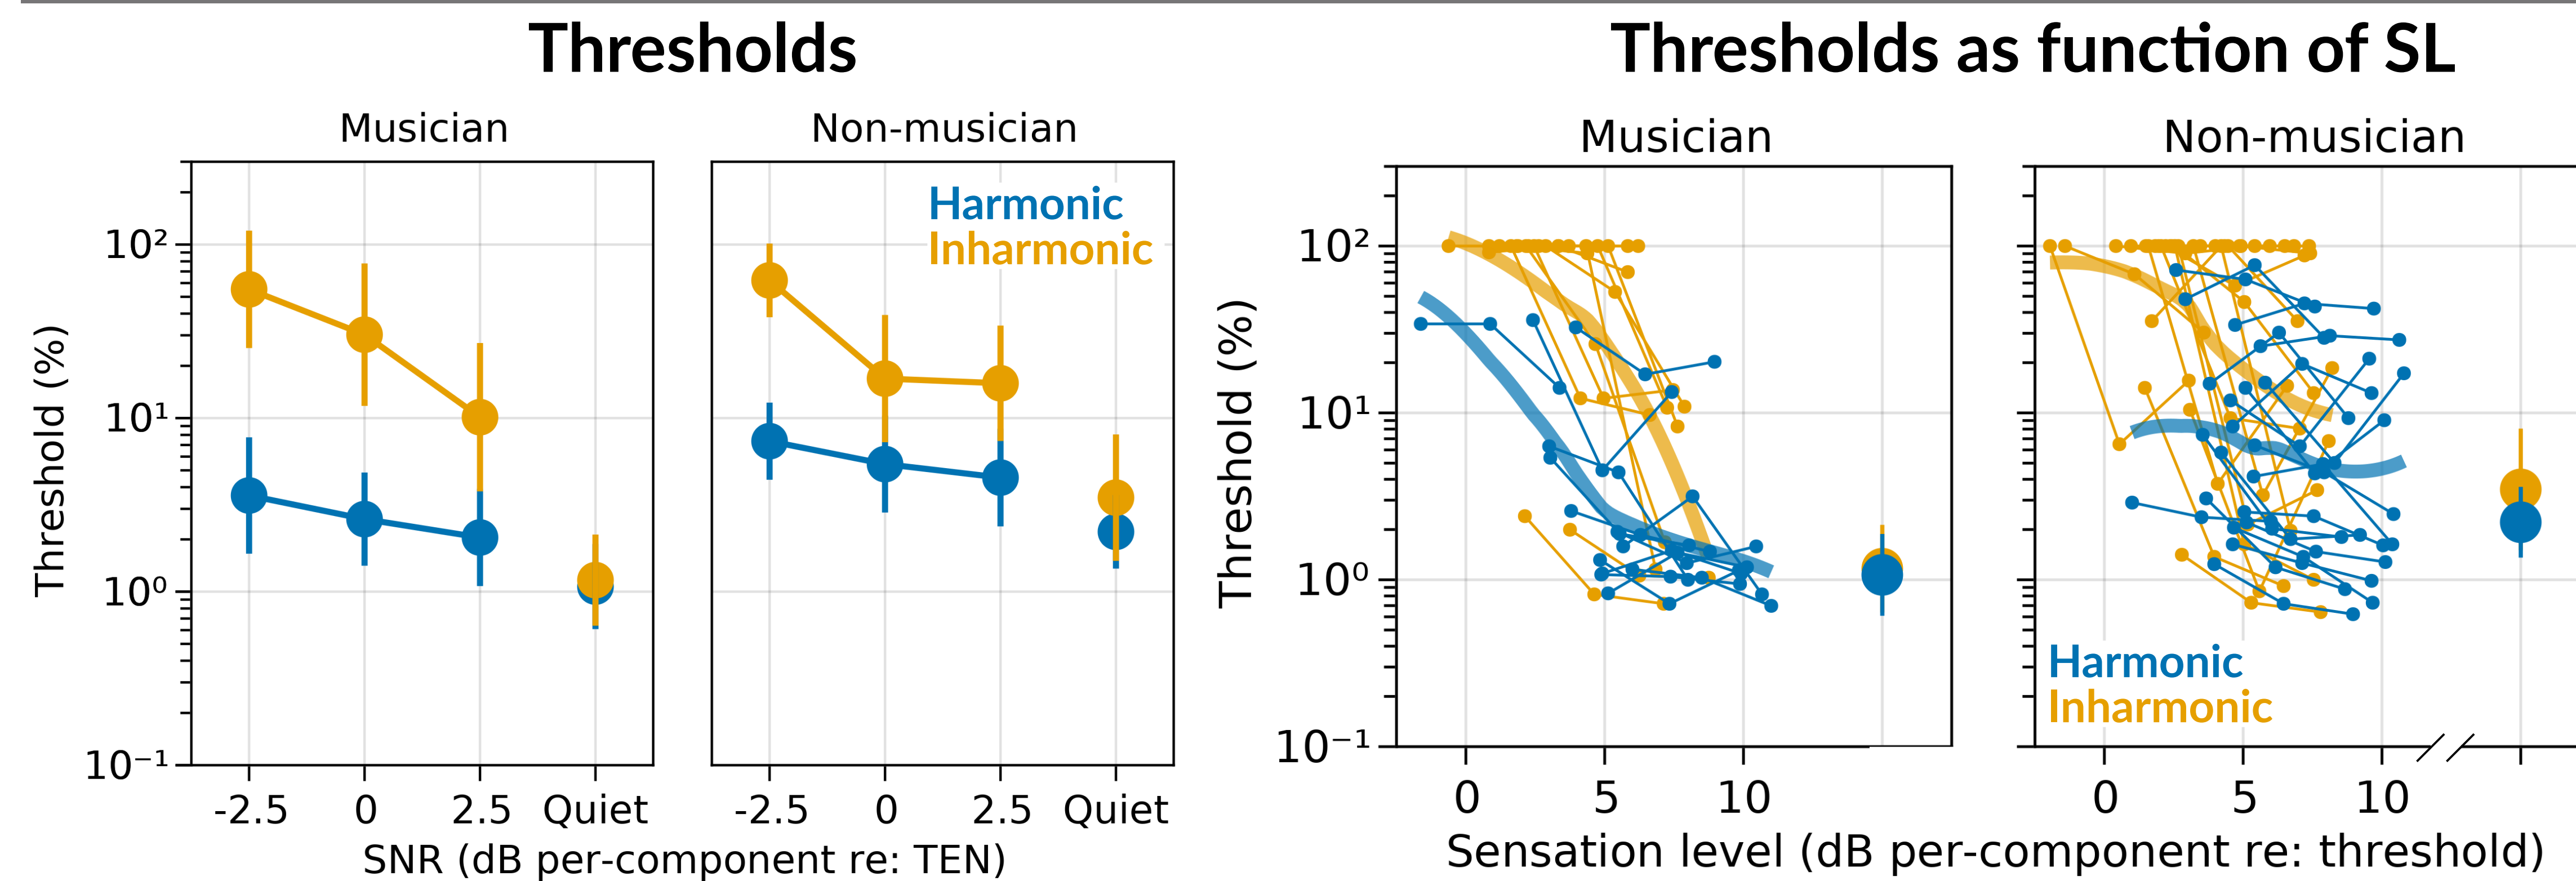 Thresholds
Musician
Non-musician
Harmonic
Inharmonic
Threshold (%)
10²
10¹
10⁰
10⁻¹
-2.5 0 2.5 Quiet
-2.5 0 2.5 Quiet
SNR (dB per-component re: TEN)
Thresholds as function of SL
Musician
Non-musician
Threshold (%)
10²
10¹
10⁰
10⁻¹
Harmonic
Inharmonic
0 5 10
0 5 10
Sensation level (dB per-component re: threshold)